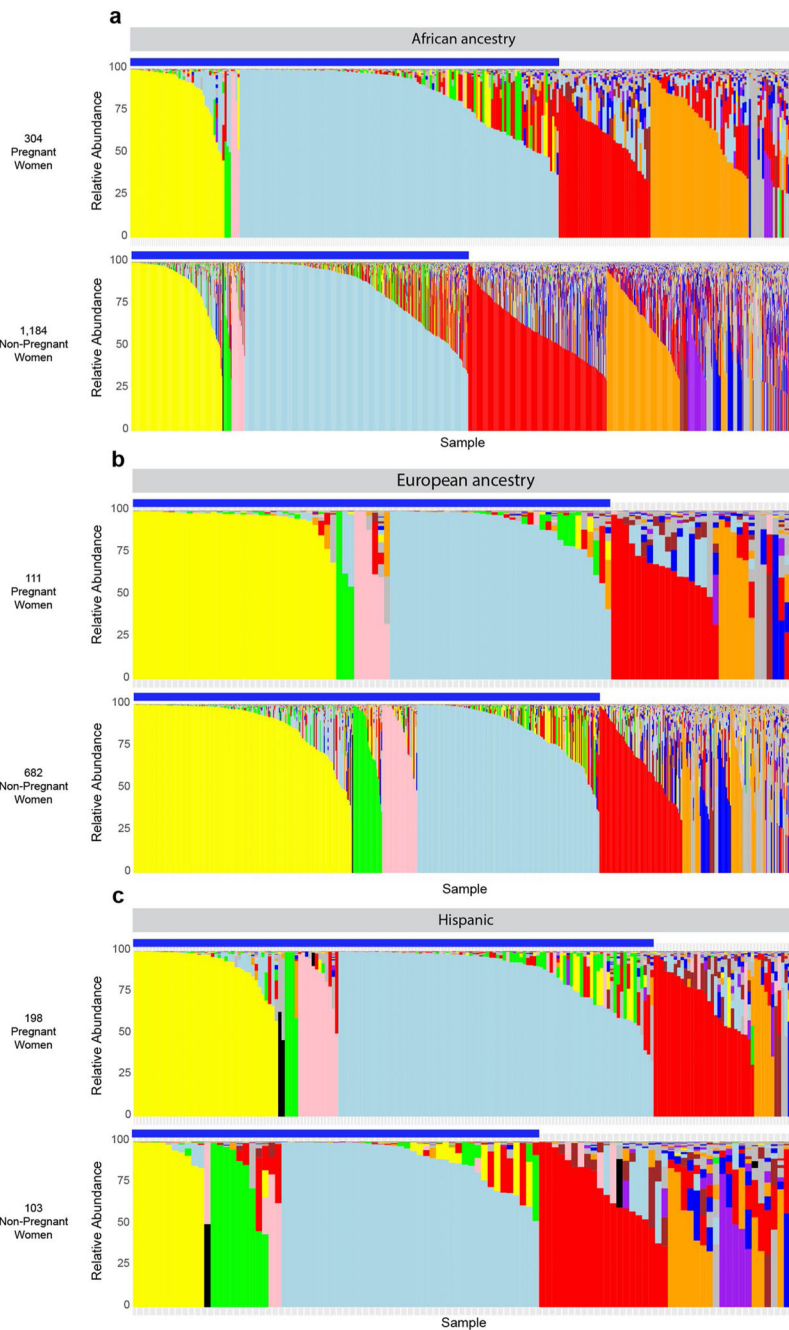 a
African ancestry
304
Pregnant
Women
Relative Abundance
100
75
50
25
0
1,184
Non-Pregnant
Women
Relative Abundance
100
75
50
25
0
Sample
b
European ancestry
111
Pregnant
Women
Relative Abundance
100
75
50
25
0
682
Non-Pregnant
Women
Relative Abundance
100
75
50
25
0
Sample
c
Hispanic
198
Pregnant
Women
Relative Abundance
100
75
50
25
0
103
Non-Pregnant
Women
Relative Abundance
100
75
50
25
0
Sample